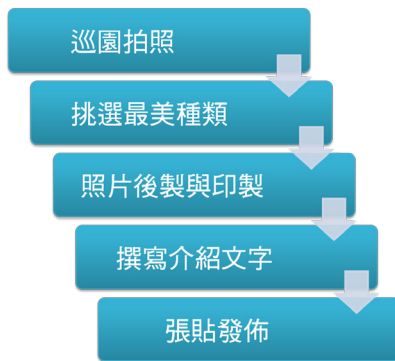 巡園拍照
挑選最美種類
照片後製與印製
撰寫介紹文字
張貼發佈